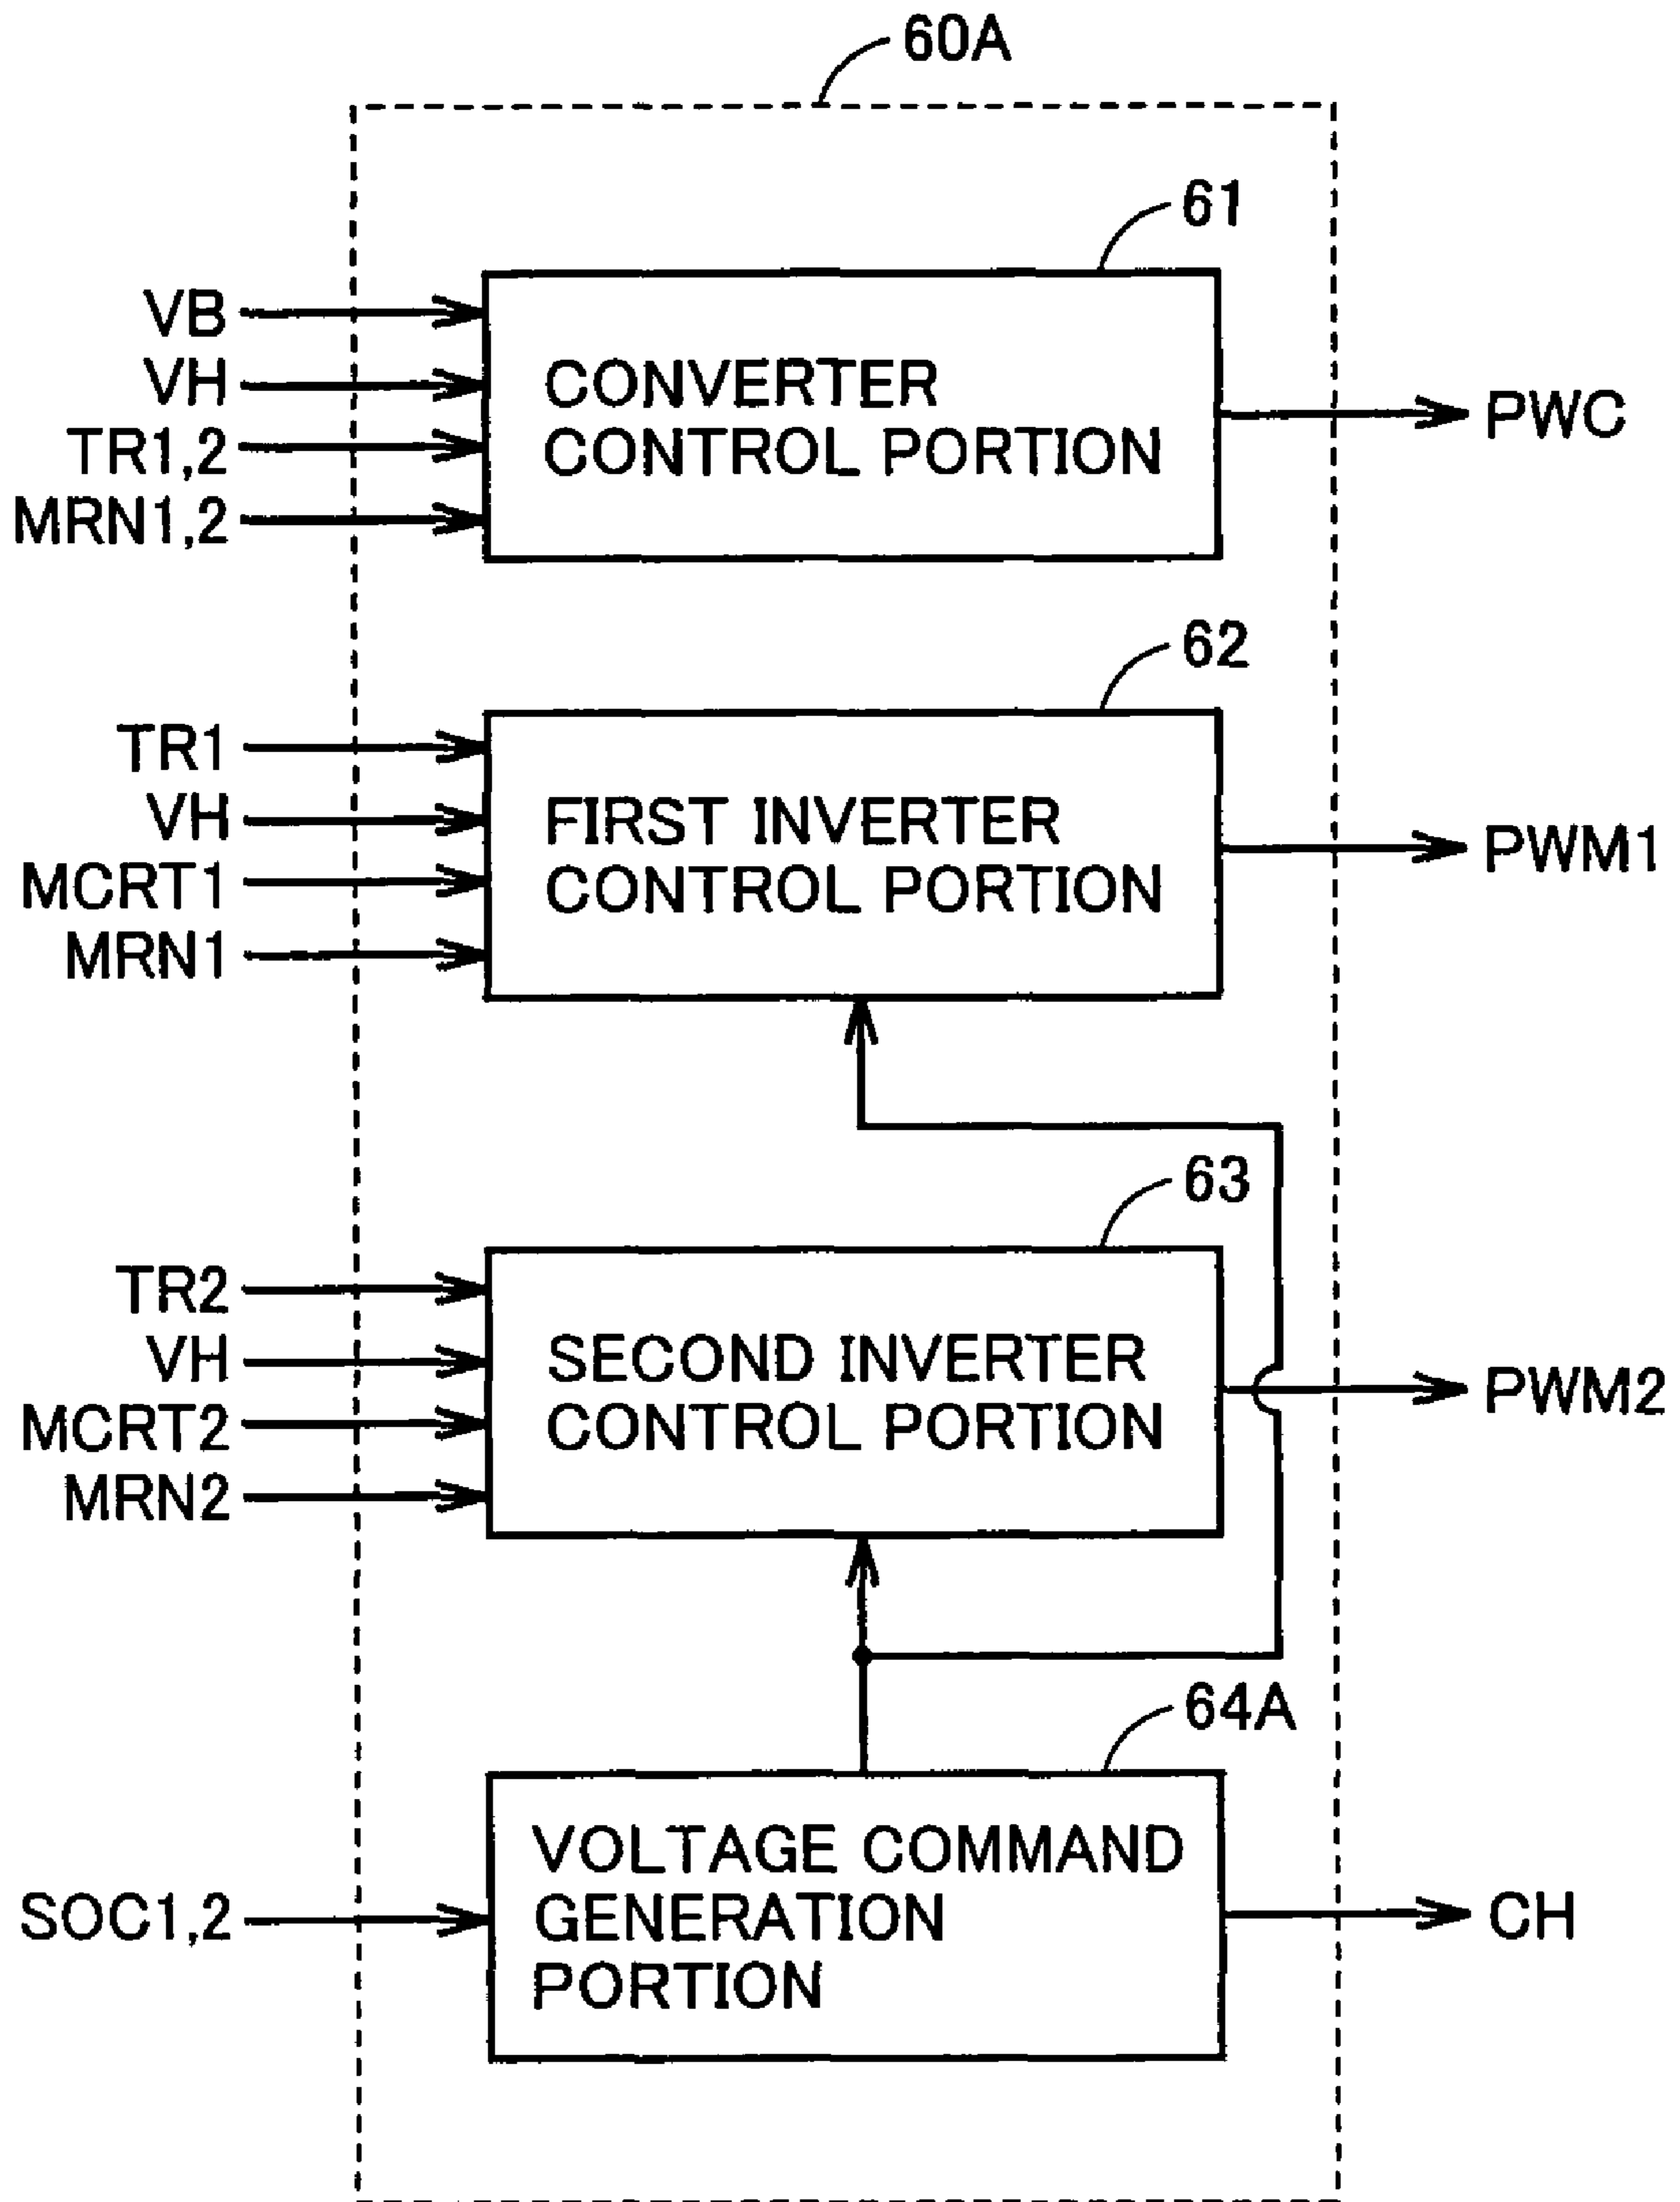 60A
61
VB
VH
TR1,2
MRN1,2
CONVERTER
CONTROL PORTION
PWC
62
TR1
VH
MCRT1
MRN1
FIRST INVERTER
CONTROL PORTION
PWM1
63
TR2
VH
MCRT2
MRN2
SECOND INVERTER
CONTROL PORTION
PWM2
64A
SOC1,2
VOLTAGE COMMAND
GENERATION
PORTION
CH